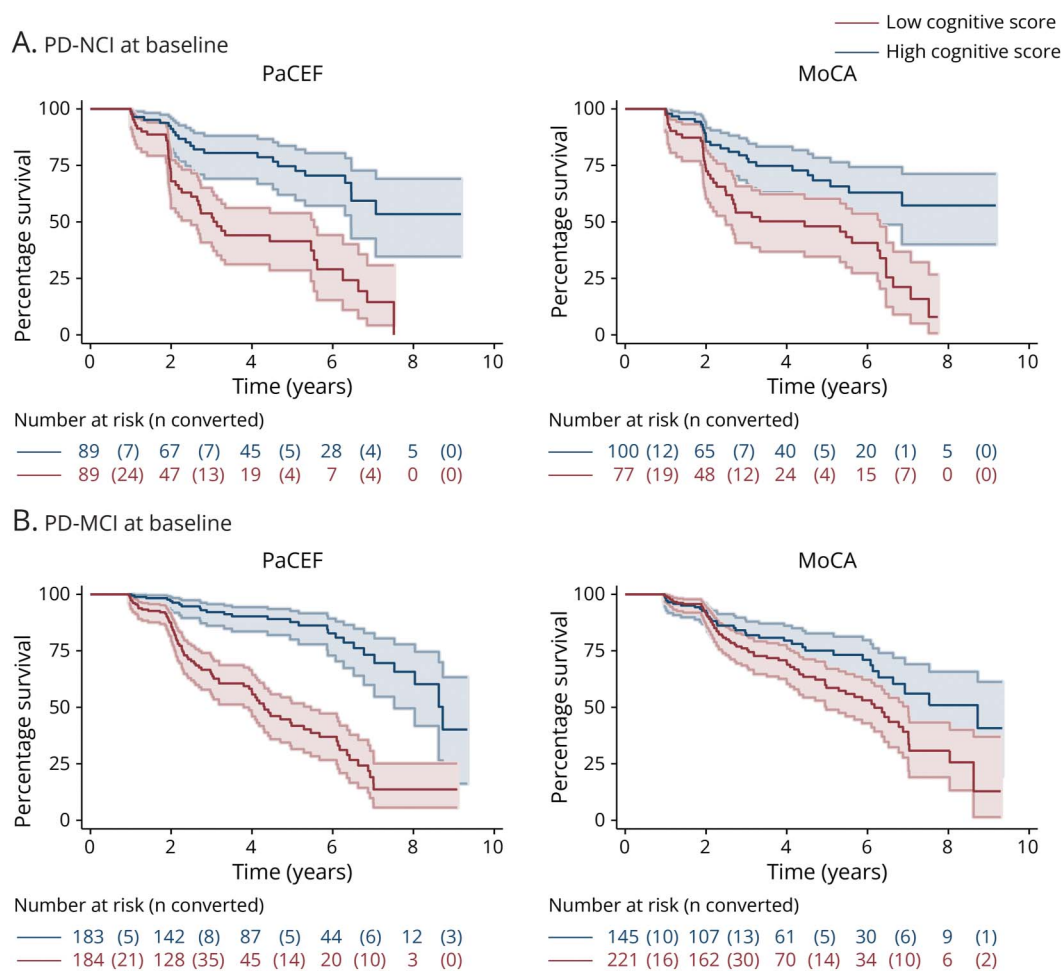 Low cognitive score
High cognitive score
A. PD-NCI at baseline
PaCEF
MoCA
Percentage survival
100
75
50
25
0
0 2 4 6 8 10
Time (years)
Percentage survival
100
75
50
25
0
0 2 4 6 8 10
Time (years)
Number at risk (n converted)
89 (7) 67 (7) 45 (5) 28 (4) 5 (0)
89 (24) 47 (13) 19 (4) 7 (4) 0 (0)
Number at risk (n converted)
100 (12) 65 (7) 40 (5) 20 (1) 5 (0)
77 (19) 48 (12) 24 (4) 15 (7) 0 (0)
B. PD-MCI at baseline
PaCEF
MoCA
Percentage survival
100
75
50
25
0
0 2 4 6 8 10
Time (years)
Percentage survival
100
75
50
25
0
0 2 4 6 8 10
Time (years)
Number at risk (n converted)
183 (5) 142 (8) 87 (5) 44 (6) 12 (3)
184 (21) 128 (35) 45 (14) 20 (10) 3 (0)
Number at risk (n converted)
145 (10) 107 (13) 61 (5) 30 (6) 9 (1)
221 (16) 162 (30) 70 (14) 34 (10) 6 (2)